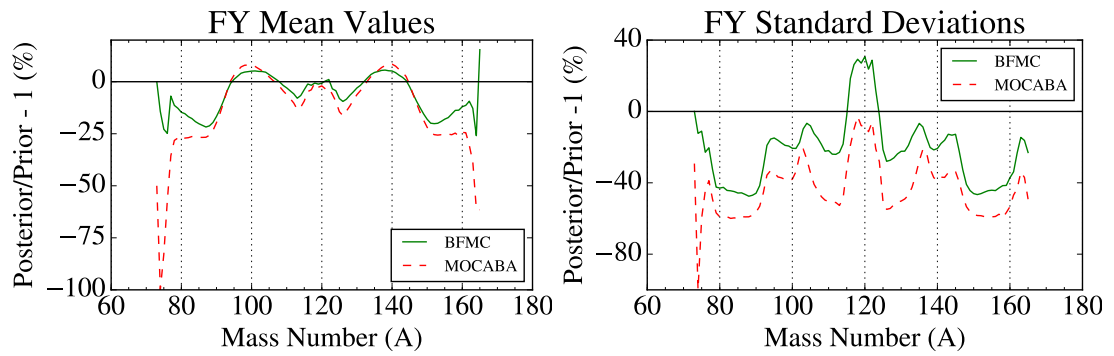 FY Mean Values
Posterior/Prior - 1 (%)
0
−25
−50
−75
−100
BFMC
MOCABA
60 80 100 120 140 160 180
Mass Number (A)
FY Standard Deviations
Posterior/Prior -1 (%)
40
0
−40
−80
BFMC
MOCABA
60 80 100 120 140 160 180
Mass Number (A)